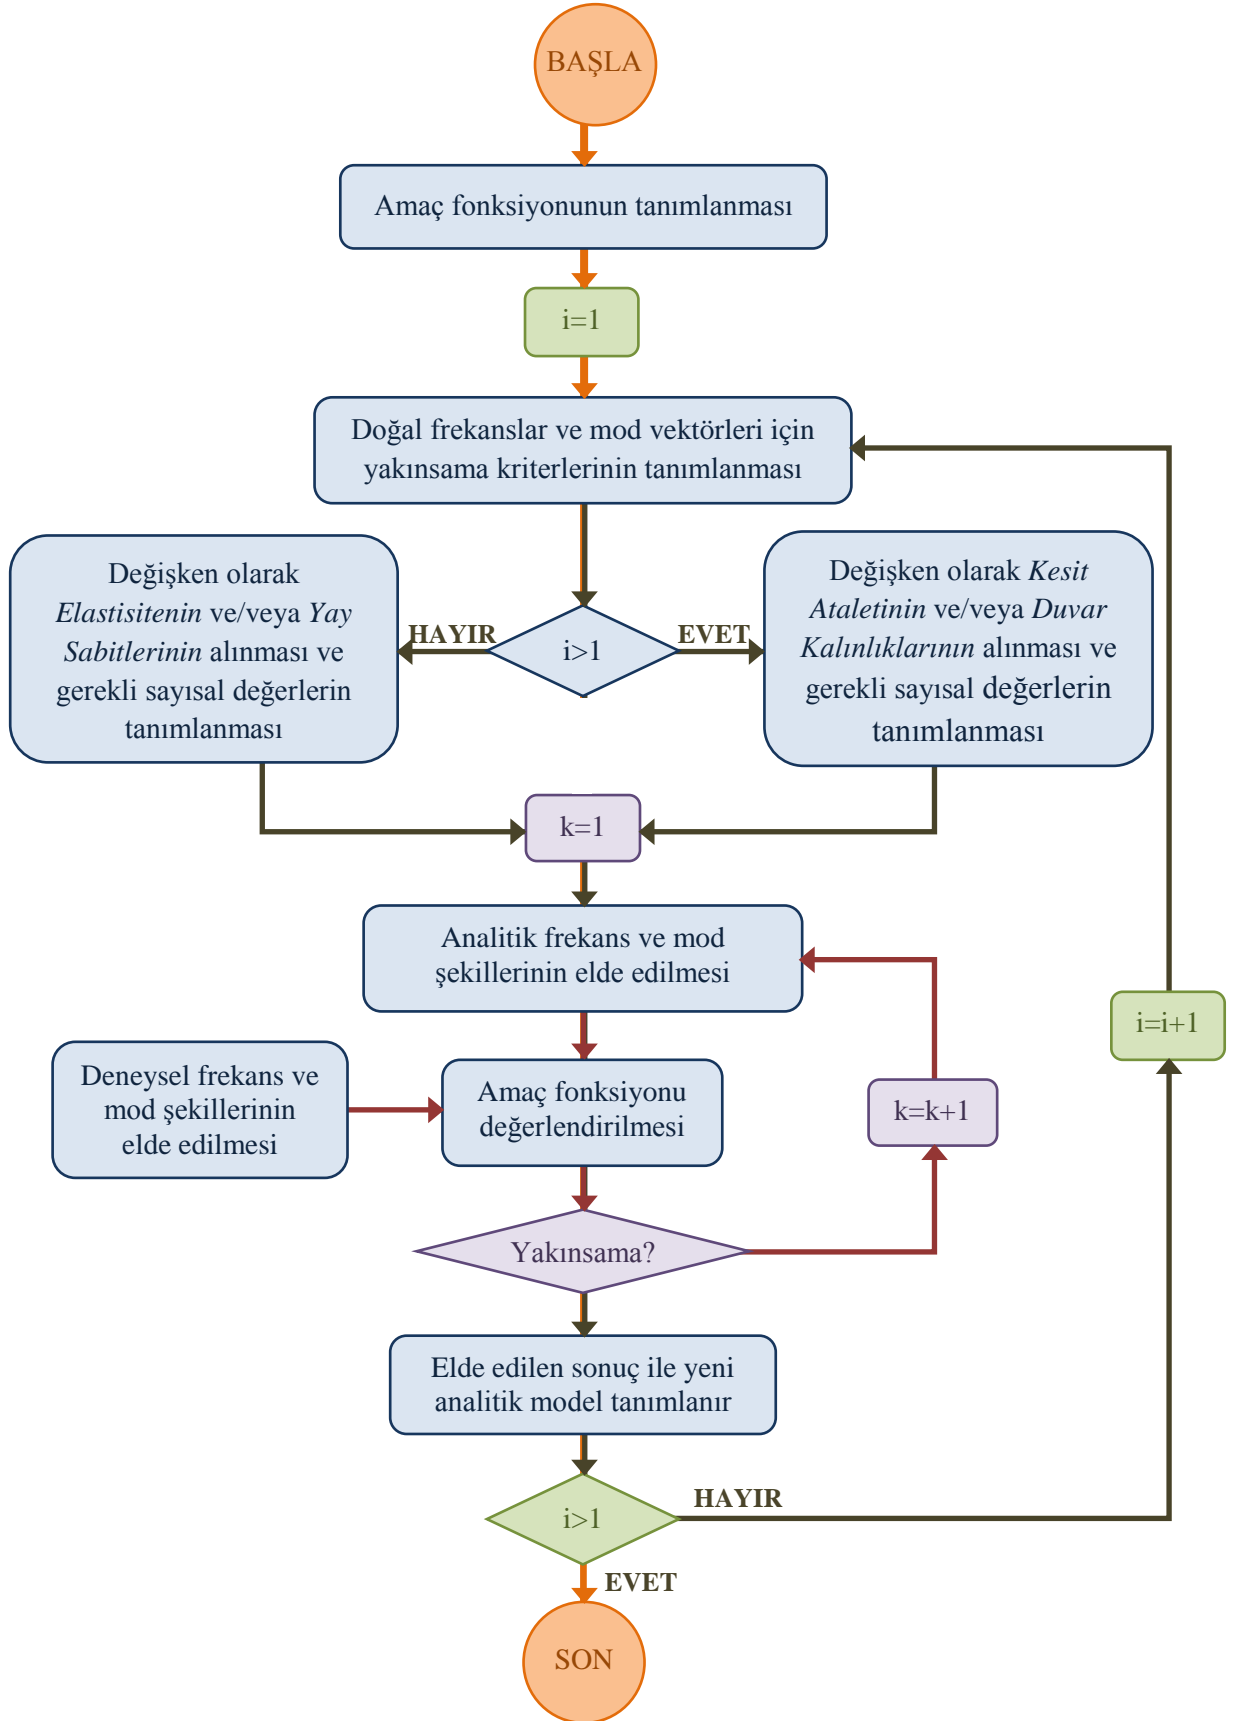 BAŞLA
Amaç fonksiyonunun tanımlanması
i=1
Doğal frekanslar ve mod vektörleri için
yakınsama kriterlerinin tanımlanması
Değişken olarak
Elastisitenin ve/veya Yay
Sabitlerinin alınması ve
gerekli sayısal değerlerin
tanımlanması
HAYIR
i>1
EVET
Değişken olarak Kesit
Ataletinin ve/veya Duvar
Kalınlıklarının alınması ve
gerekli sayısal değerlerin
tanımlanması
k=1
Analitik frekans ve mod
şekillerinin elde edilmesi
i=i+1
Deneysel frekans ve
mod şekillerinin
elde edilmesi
Amaç fonksiyonu
değerlendirilmesi
k=k+1
Yakınsama?
Elde edilen sonuç ile yeni
analitik model tanımlanır
i>1
HAYIR
EVET
SON